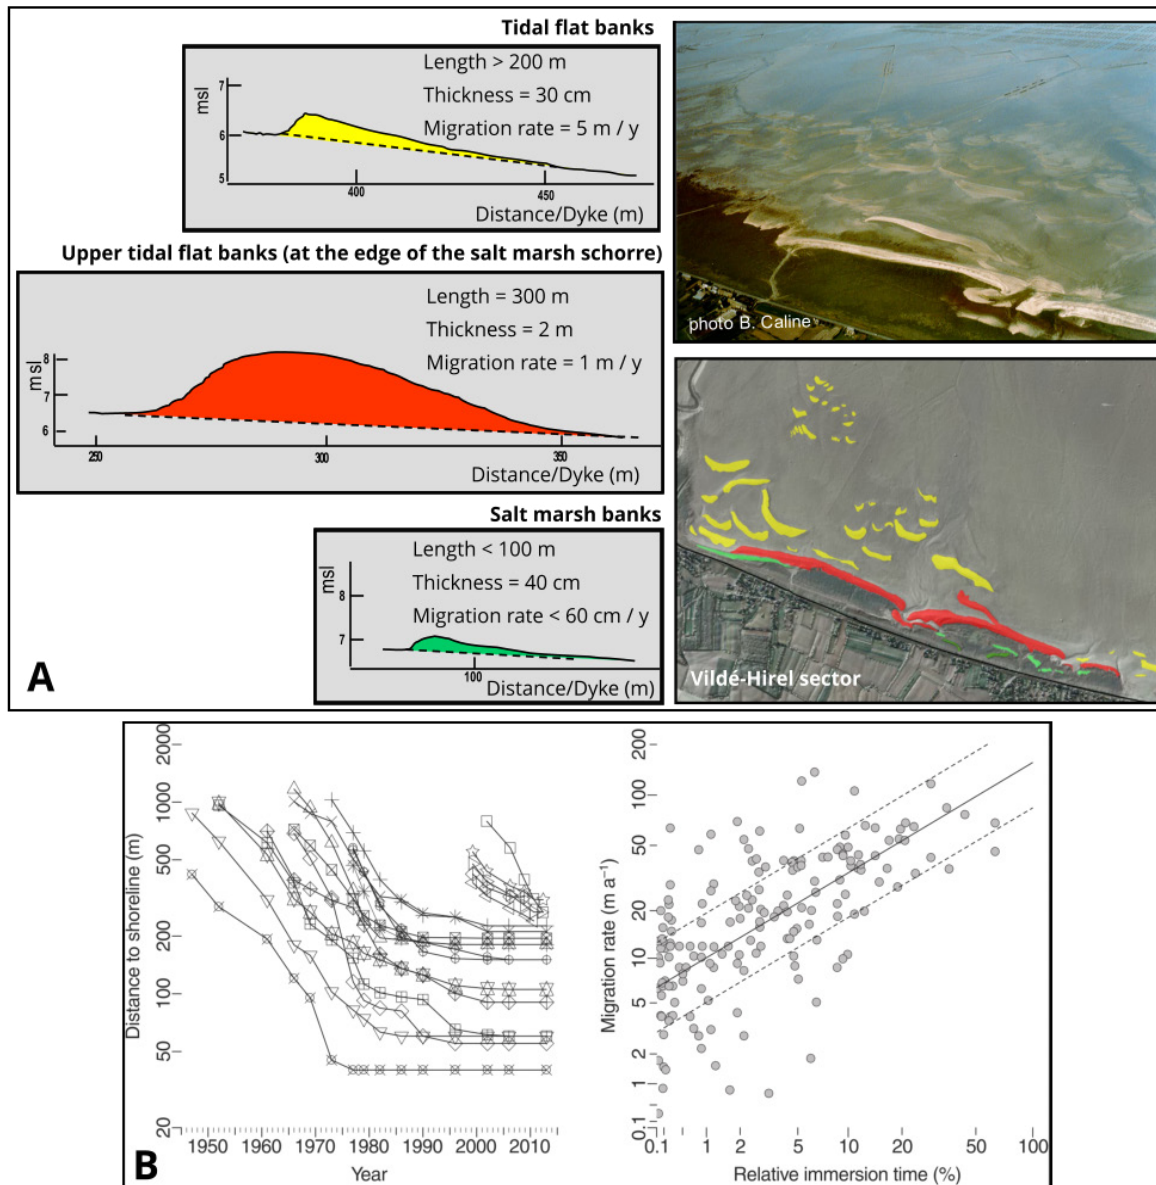 Tidal flat banks
Length > 200 m
Thickness = 30 cm
Migration rate = 5 m / y
msl
7
6
5
400
450
Distance/Dyke (m)
Upper tidal flat banks (at the edge of the salt marsh schorre)
Length = 300 m
Thickness = 2 m
Migration rate = 1 m / y
msl
8
7
6
250
300
350
Distance/Dyke (m)
Salt marsh banks
Length < 100 m
Thickness = 40 cm
Migration rate < 60 cm / y
msl
8
7
100
Distance/Dyke (m)
A
photo B. Caline
Vildé-Hirel sector
Distance to shoreline (m)
2000
1000
500
200
100
50
20
1950 1960 1970 1980 1990 2000 2010
Year
B
Migration rate (m a⁻¹)
200
100
50
20
10
5
2
1
0.1
0.1 1 2 5 10 20 50 100
Relative immersion time (%)